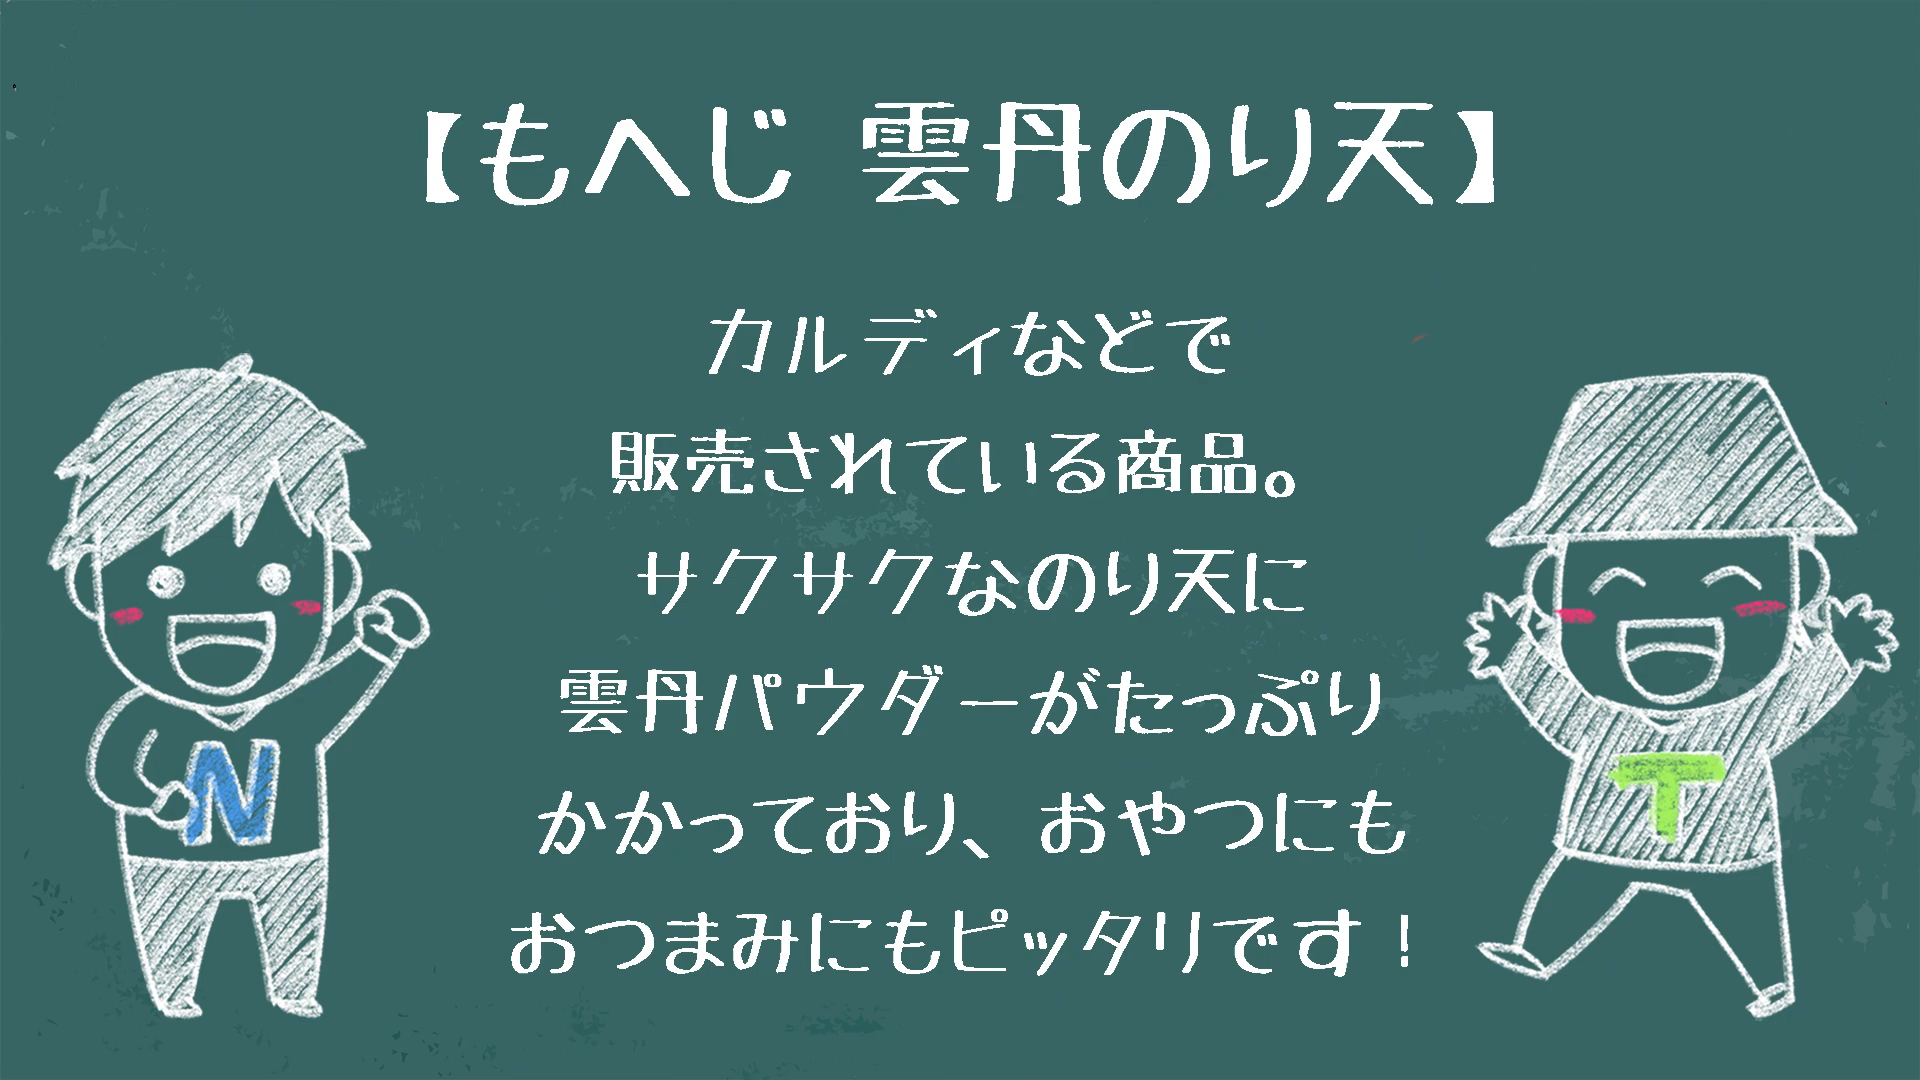 【もへじ 雲丹のり天】
カルディなどで
販売されている商品。
サクサクなのり天に
雲丹パウダーがたっぷり
かかっており、おやつにも
おつまみにもピッタリです！
N
T